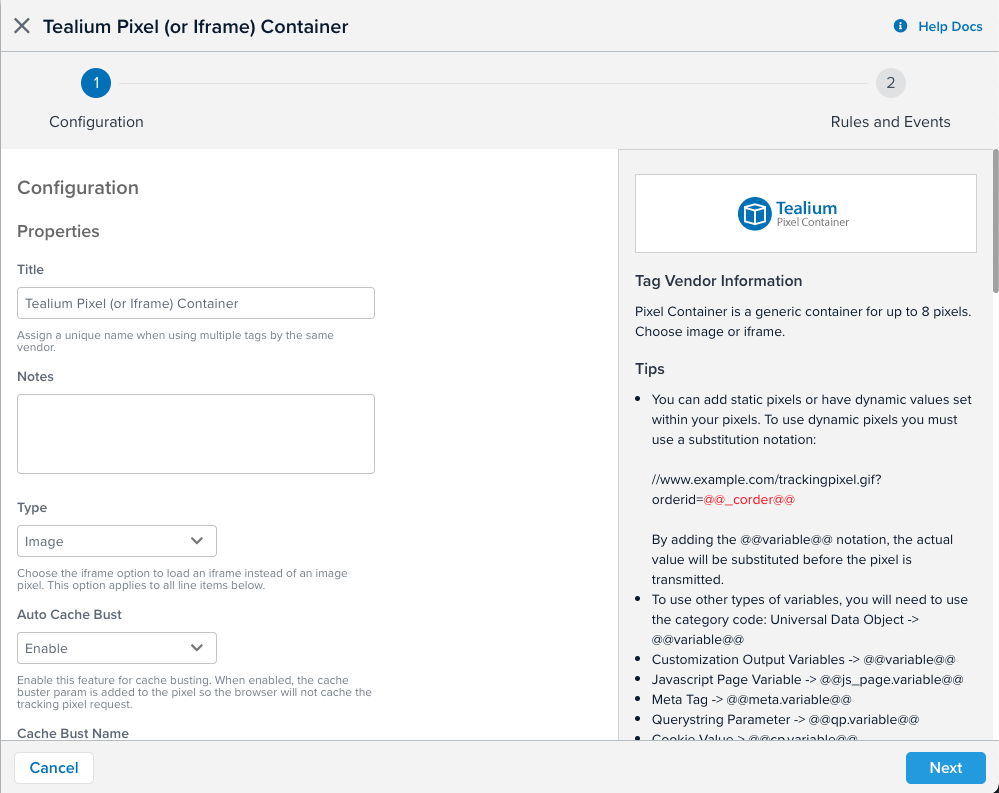 Tealium Pixel (or Iframe) Container
Help Docs
1
2
Configuration
Rules and Events
Configuration
Properties
Title
Tealium Pixel (or Iframe) Container
Assign a unique name when using multiple tags by the same
vendor.
Notes
Type
Image
Choose the iframe option to load an iframe instead of an image
pixel. This option applies to all line items below.
Auto Cache Bust
Enable
Enable this feature for cache busting. When enabled, the cache
buster param is added to the pixel so the browser will not cache the
tracking pixel request.
Cache Bust Name
Tealium
Pixel Container
Tag Vendor Information
Pixel Container is a generic container for up to 8 pixels.
Choose image or iframe.
Tips
• You can add static pixels or have dynamic values set
within your pixels. To use dynamic pixels you must
use a substitution notation:
//www.example.com/trackingpixel.gif?
orderid=@@_corder@@
By adding the @@variable@@ notation, the actual
value will be substituted before the pixel is
transmitted.
• To use other types of variables, you will need to use
the category code: Universal Data Object ->
@@variable@@
• Customization Output Variables -> @@variable@@
• Javascript Page Variable -> @@js_page.variable@@
• Meta Tag -> @@meta.variable@@
• Querystring Parameter -> @@qp.variable@@
• Cookie Value -> @@cp.variable@@
Cancel
Next